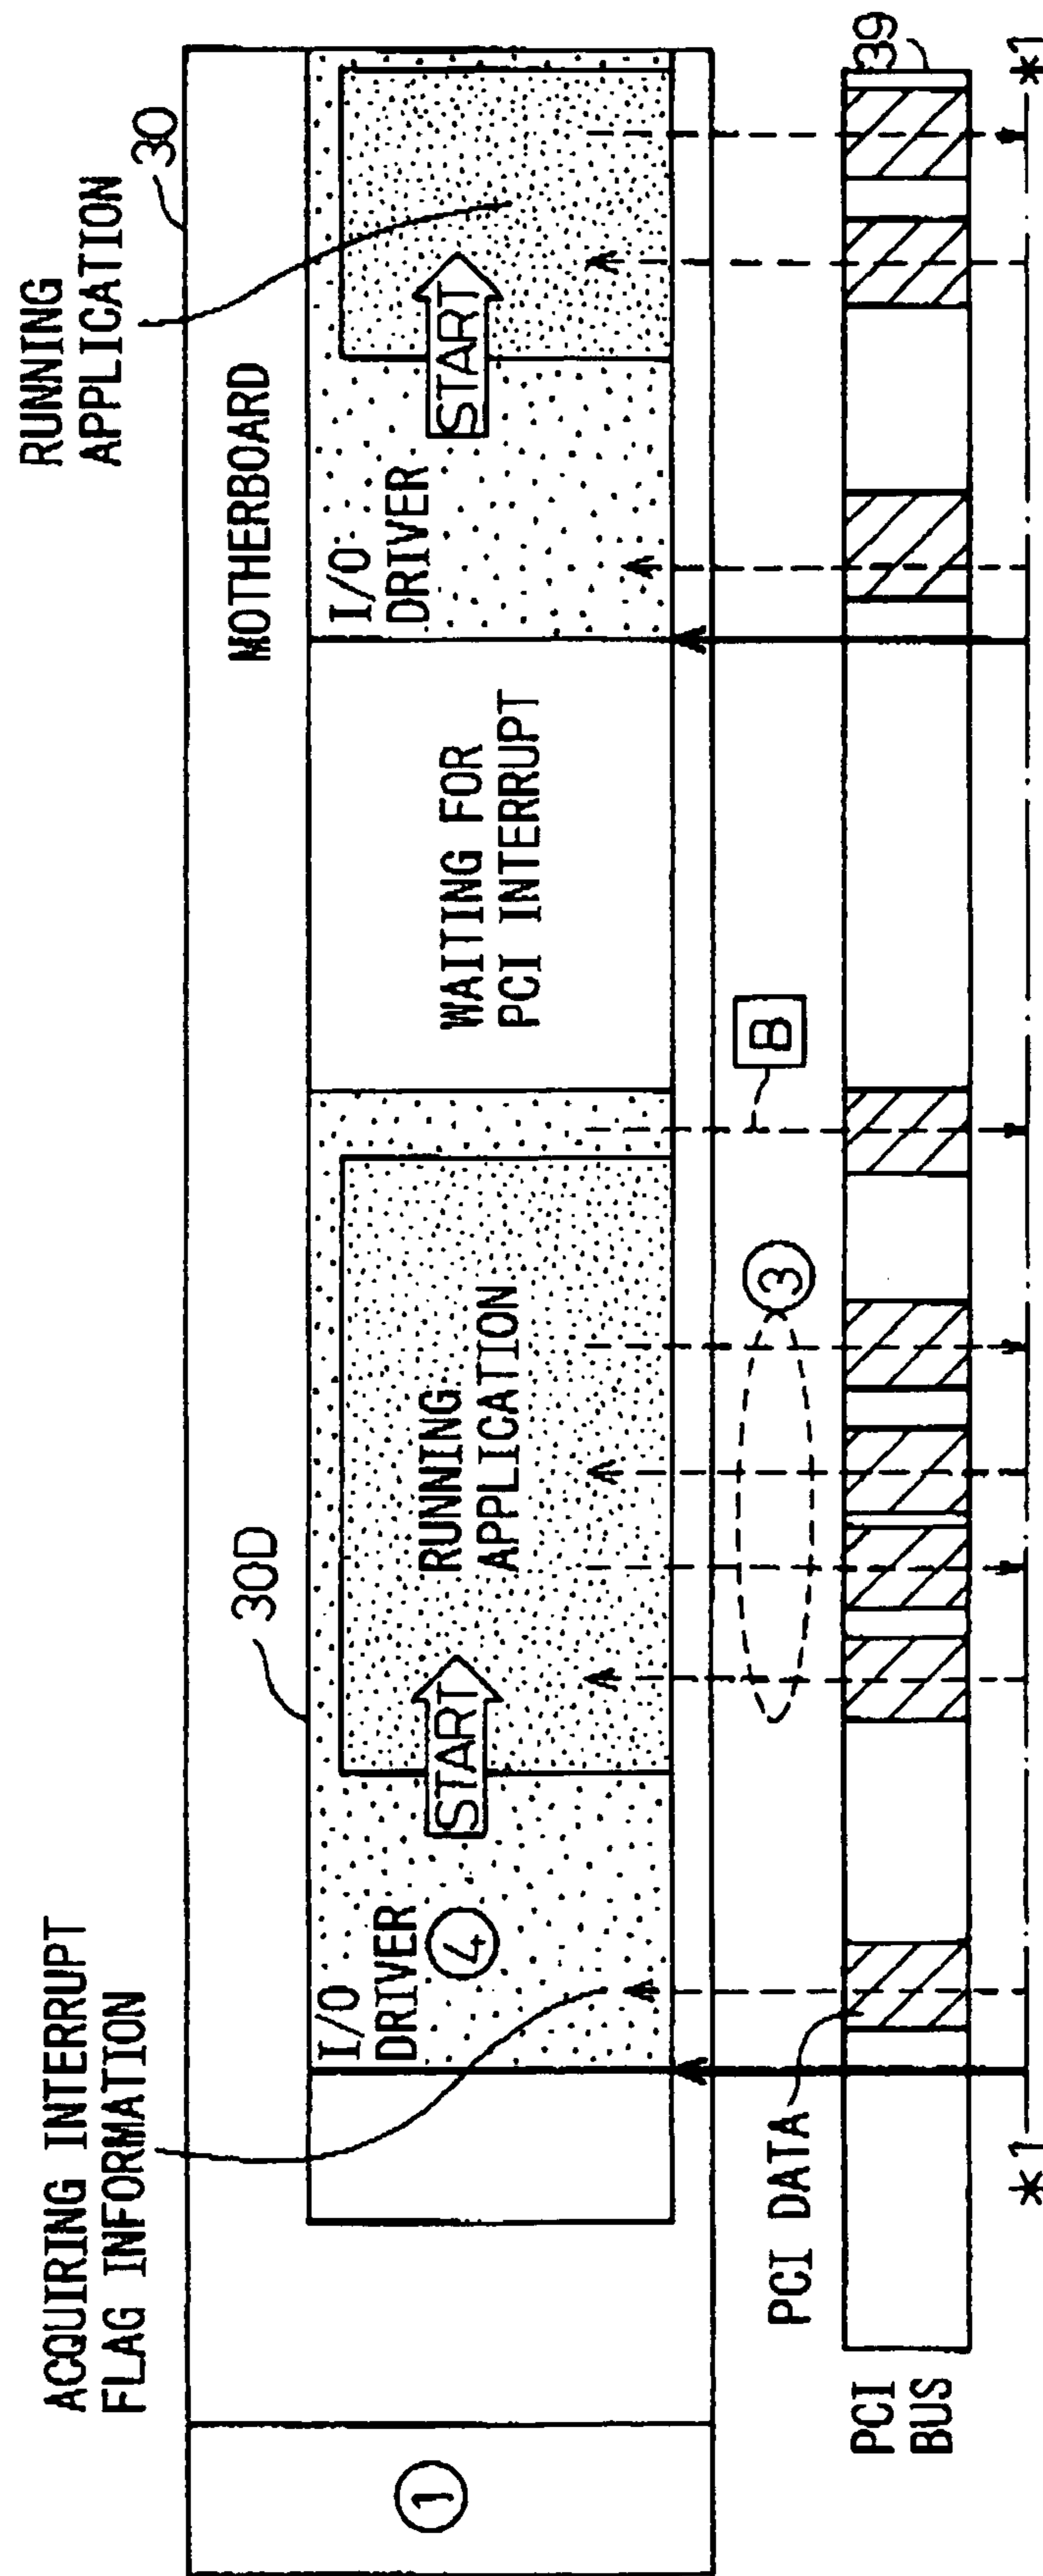 RUNNING
APPLICATION
30
MOTHERBOARD
30D
ACQUIRING INTERRUPT
FLAG INFORMATION
①
I/O
DRIVER
④
START
RUNNING
APPLICATION
WAITING FOR
PCI INTERRUPT
I/O
DRIVER
START
③
B
PCI DATA
PCI
BUS
39
*1
*1